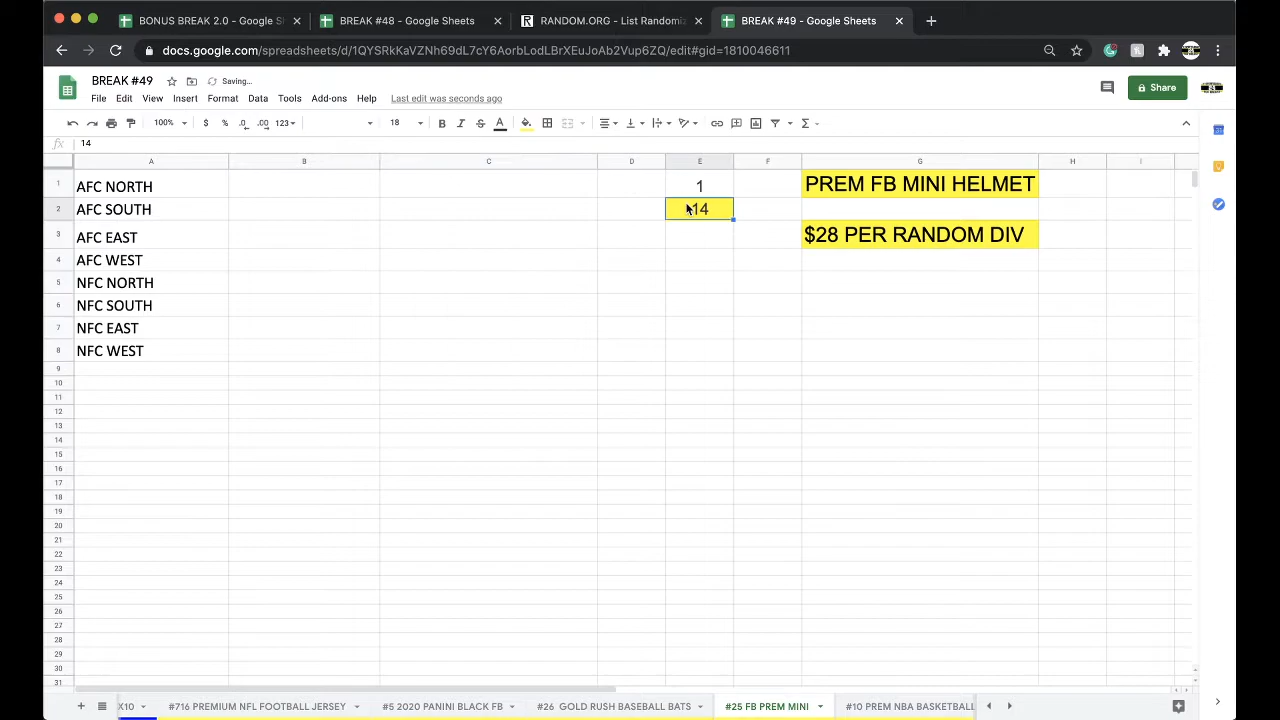 BONUS BREAK 2.0 - Google S
BREAK #48 - Google Sheets
RANDOM.ORG - List Randomiz
BREAK #49 - Google Sheets
docs.google.com/spreadsheets/d/1QYSRkKaVZNh69dL7cY6AorbLodLBrXEuJoAb2Vup6ZQ/edit#gid=1810046611
BREAK #49
Saving...
File Edit View Insert Format Data Tools Add-ons Help Last edit was seconds ago
Share
100% $ % .0 .00 123 18 B I S A
fx 14
A B C D E F G H I
1 AFC NORTH 1 PREM FB MINI HELMET
2 AFC SOUTH 14
3 AFC EAST $28 PER RANDOM DIV
4 AFC WEST
5 NFC NORTH
6 NFC SOUTH
7 NFC EAST
8 NFC WEST
9
10
11
12
13
14
15
16
17
18
19
20
21
22
23
24
25
26
27
28
29
30
31
X10 #716 PREMIUM NFL FOOTBALL JERSEY #5 2020 PANINI BLACK FB #26 GOLD RUSH BASEBALL BATS #25 FB PREM MINI #10 PREM NBA BASKETBALL